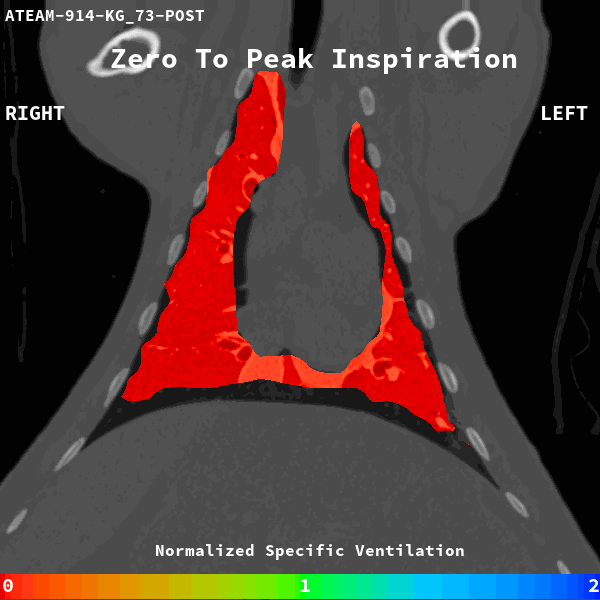 ATEAM-914-KG_73-POST
Zero To Peak Inspiration
RIGHT
LEFT
Normalized Specific Ventilation
0 1 2